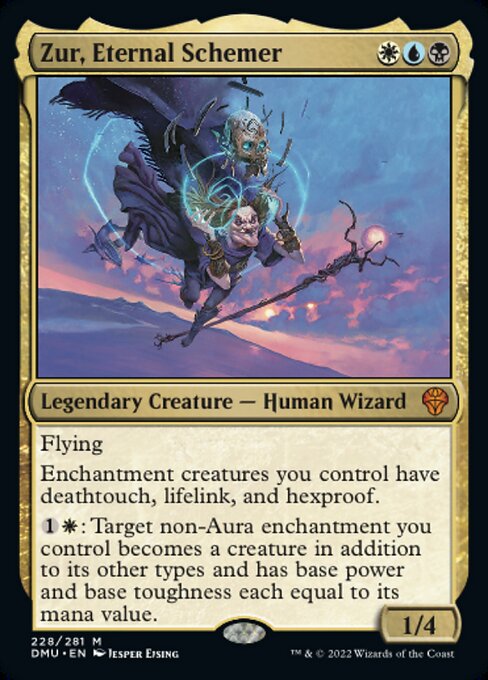 Zur, Eternal Schemer
Legendary Creature — Human Wizard
Flying
Enchantment creatures you control have
deathtouch, lifelink, and hexproof.
1 : Target non-Aura enchantment you
control becomes a creature in addition
to its other types and has base power
and base toughness each equal to its
mana value.
1/4
228/281 M
DMU • EN Jesper Ejsing
™ & © 2022 Wizards of the Coast